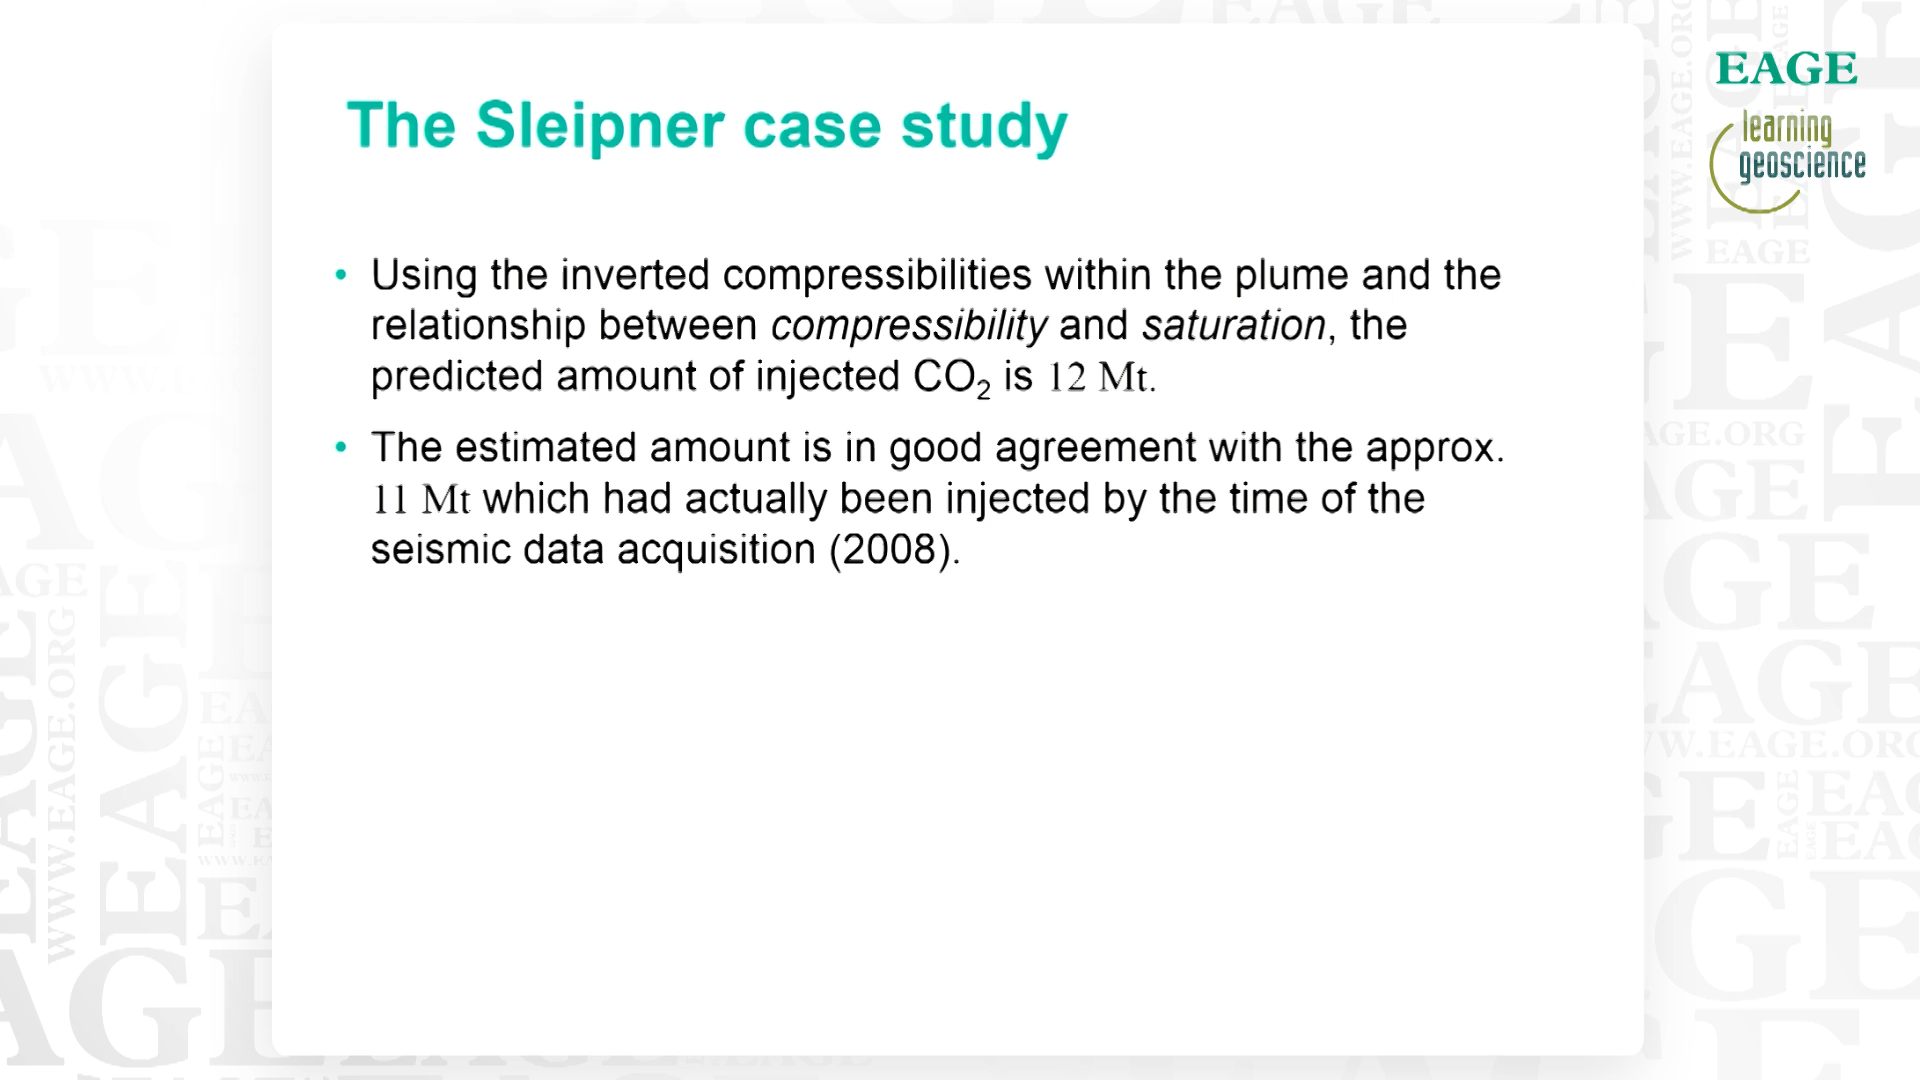 The Sleipner case study
• Using the inverted compressibilities within the plume and the
relationship between compressibility and saturation, the
predicted amount of injected CO₂ is 12 Mt.
• The estimated amount is in good agreement with the approx.
11 Mt which had actually been injected by the time of the
seismic data acquisition (2008).
EAGE
learning
geoscience